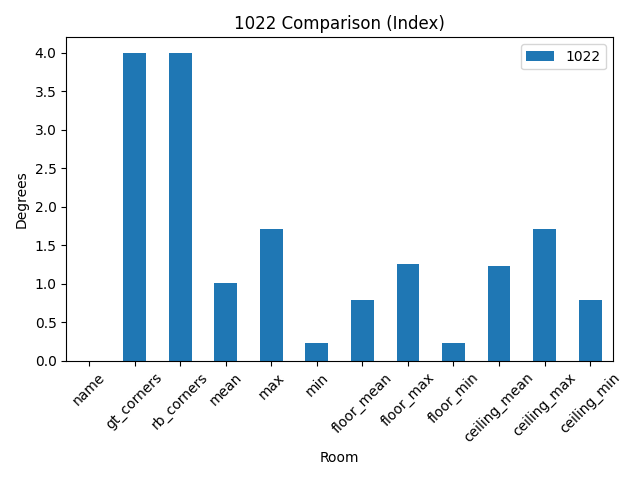 1022 Comparison (Index)
1022
Degrees
4.0
3.5
3.0
2.5
2.0
1.5
1.0
0.5
0.0
name
gt_corners
rb_corners
mean
max
min
floor_mean
floor_max
floor_min
ceiling_mean
ceiling_max
ceiling_min
Room